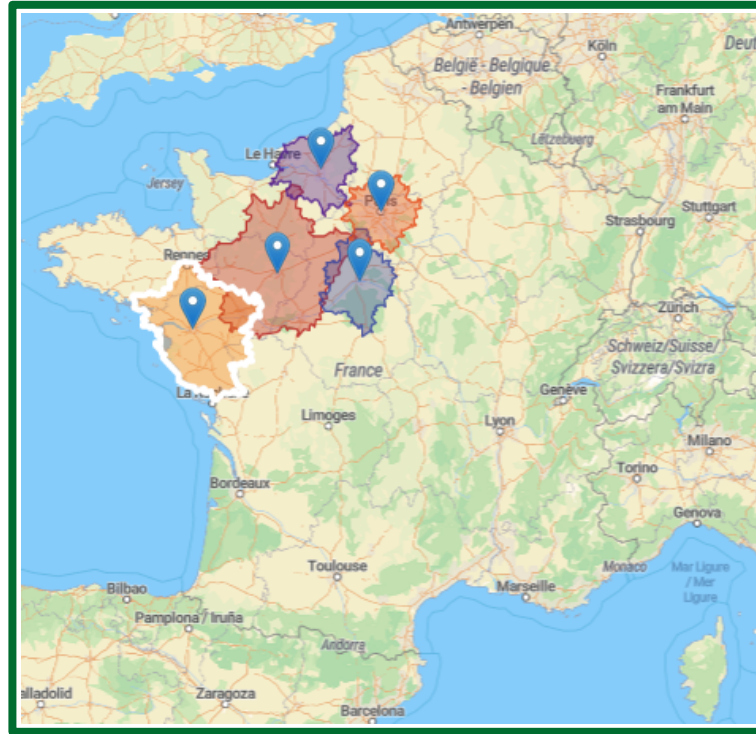 Antwerpen
Köln
België - Belgique
- Belgien
Frankfurt
am Main
Lëtzebuerg
Le Havre
Jersey
Paris
Stuttgart
Strasbourg
Rennes
Zürich
Schweiz/Suisse/
Svizzera/Svizra
France
Genève
Limoges
Lyon
Milano
Torino
Bordeaux
Genova
Toulouse
Marseille
Monaco
Mar Ligure
/ Mer
Ligure
Bilbao
Pamplona / Iruña
Andorra
alladolid
Zaragoza
Barcelona